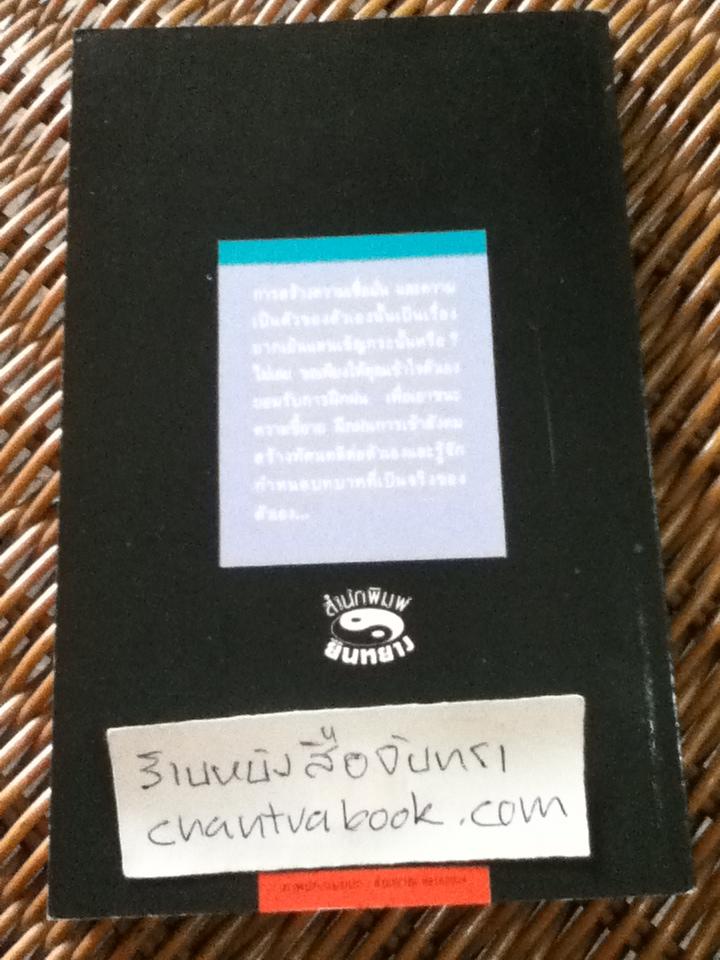 การสร้างความเชื่อมั่น และความ
เป็นตัวของตัวเองนั้นเป็นเรื่อง
ยากเย็นแสนเข็ญกระนั้นหรือ ?
ไม่เลย ขอเพียงให้คุณเข้าใจตัวเอง
ยอมรับการฝึกฝน เพื่อเอาชนะ
ความขี้อาย ฝึกฝนการเข้าสังคม
สร้างทัศนคติต่อตัวเองและรู้จัก
กำหนดบทบาทที่เป็นจริงของ
ตัวเอง...
สำนักพิมพ์
ยินหยาง
ร้านหนังสือจันทรา
chantrabook.com